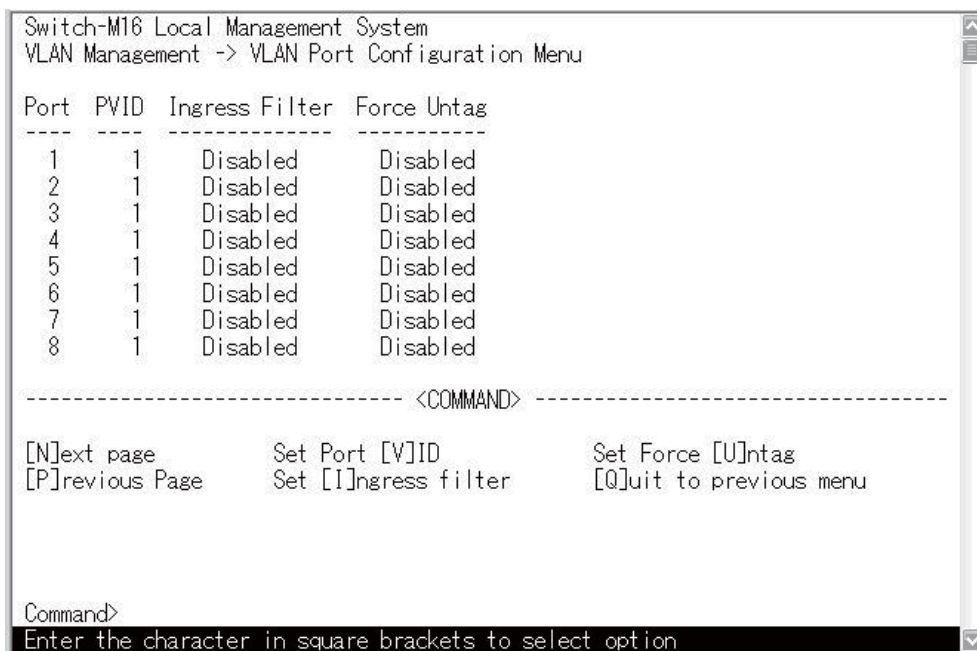 Switch-M16 Local Management System
VLAN Management -> VLAN Port Configuration Menu
Port PVID Ingress Filter Force Untag
---- ---- -------------- -----------
1 1 Disabled Disabled
2 1 Disabled Disabled
3 1 Disabled Disabled
4 1 Disabled Disabled
5 1 Disabled Disabled
6 1 Disabled Disabled
7 1 Disabled Disabled
8 1 Disabled Disabled
-------------------------------- <COMMAND> -----------------------------------
[N]ext page Set Port [V]ID Set Force [U]ntag
[P]revious Page Set [I]ngress filter [Q]uit to previous menu
Command>
Enter the character in square brackets to select option